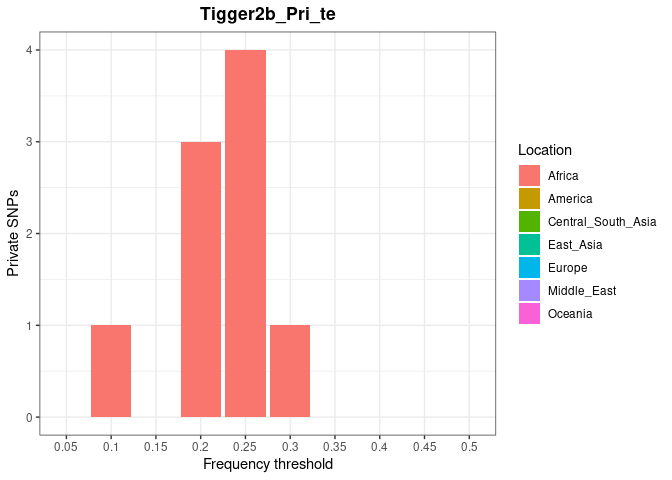 Tigger2b_Pri_te
Private SNPs
4
3
2
1
0
0.05 0.1 0.15 0.2 0.25 0.3 0.35 0.4 0.45 0.5
Frequency threshold
Location
Africa
America
Central_South_Asia
East_Asia
Europe
Middle_East
Oceania